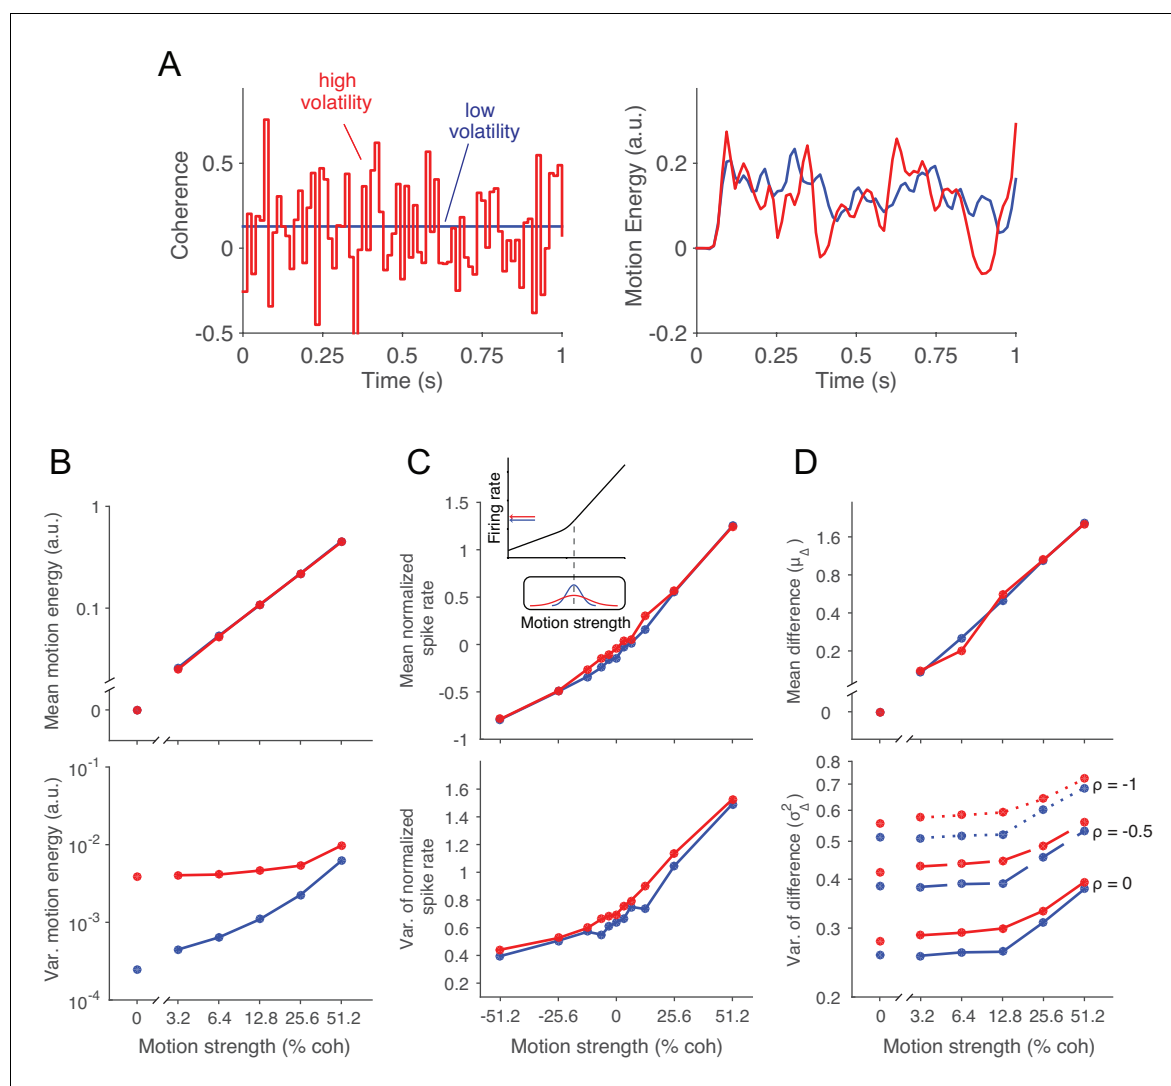 A
high
volatility
low
volatility
Coherence
0.5
0
-0.5
0
0.25
0.5
0.75
1
Time (s)
Motion Energy (a.u.)
0.2
0
-0.2
0
0.25
0.5
0.75
1
Time (s)
B
Mean motion energy (a.u.)
1
0.1
0
Var. motion energy (a.u.)
10-1
10-2
10-3
10-4
0
3.2
6.4
12.8
25.6
51.2
Motion strength (% coh)
C
Firing rate
Motion strength
Mean normalized
spike rate
1.5
1
0.5
0
-0.5
-1
Var. of normalized
spike rate
1.6
1.4
1.2
1
0.8
0.6
0.4
0.2
-51.2
-25.6
0
25.6
51.2
Motion strength (% coh)
D
Mean difference (μΔ)
1.6
0.8
0.4
0.2
0
Var. of difference (σ²Δ)
0.8
0.7
0.6
0.5
0.4
0.3
0.2
ρ = -1
ρ = -0.5
ρ = 0
0
3.2
6.4
12.8
25.6
51.2
Motion strength (% coh)